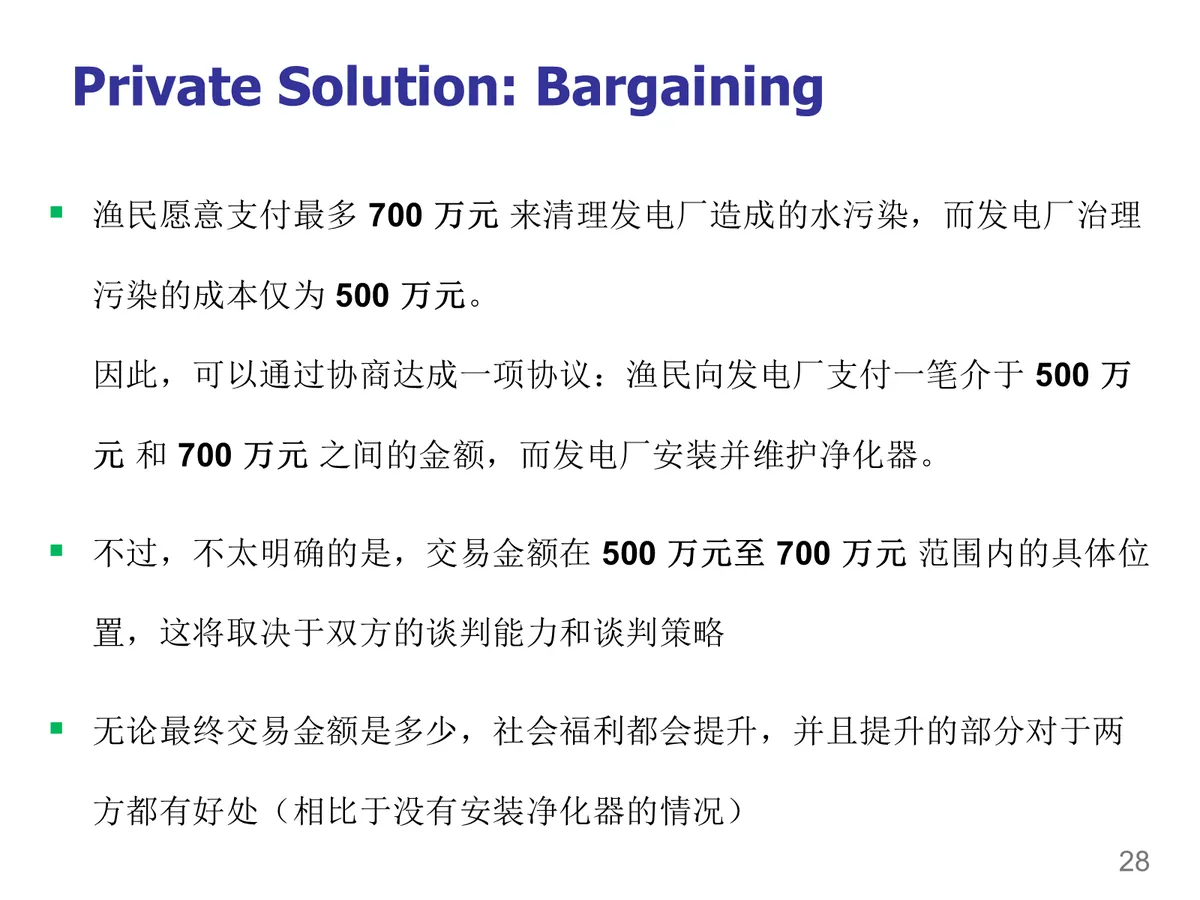 Private Solution: Bargaining
渔民愿意支付最多 700 万元 来清理发电厂造成的水污染，而发电厂治理
污染的成本仅为 500 万元。
因此，可以通过协商达成一项协议：渔民向发电厂支付一笔介于 500 万
元 和 700 万元 之间的金额，而发电厂安装并维护净化器。
不过，不太明确的是，交易金额在 500 万元至 700 万元 范围内的具体位
置，这将取决于双方的谈判能力和谈判策略
无论最终交易金额是多少，社会福利都会提升，并且提升的部分对于两
方都有好处（相比于没有安装净化器的情况）
28